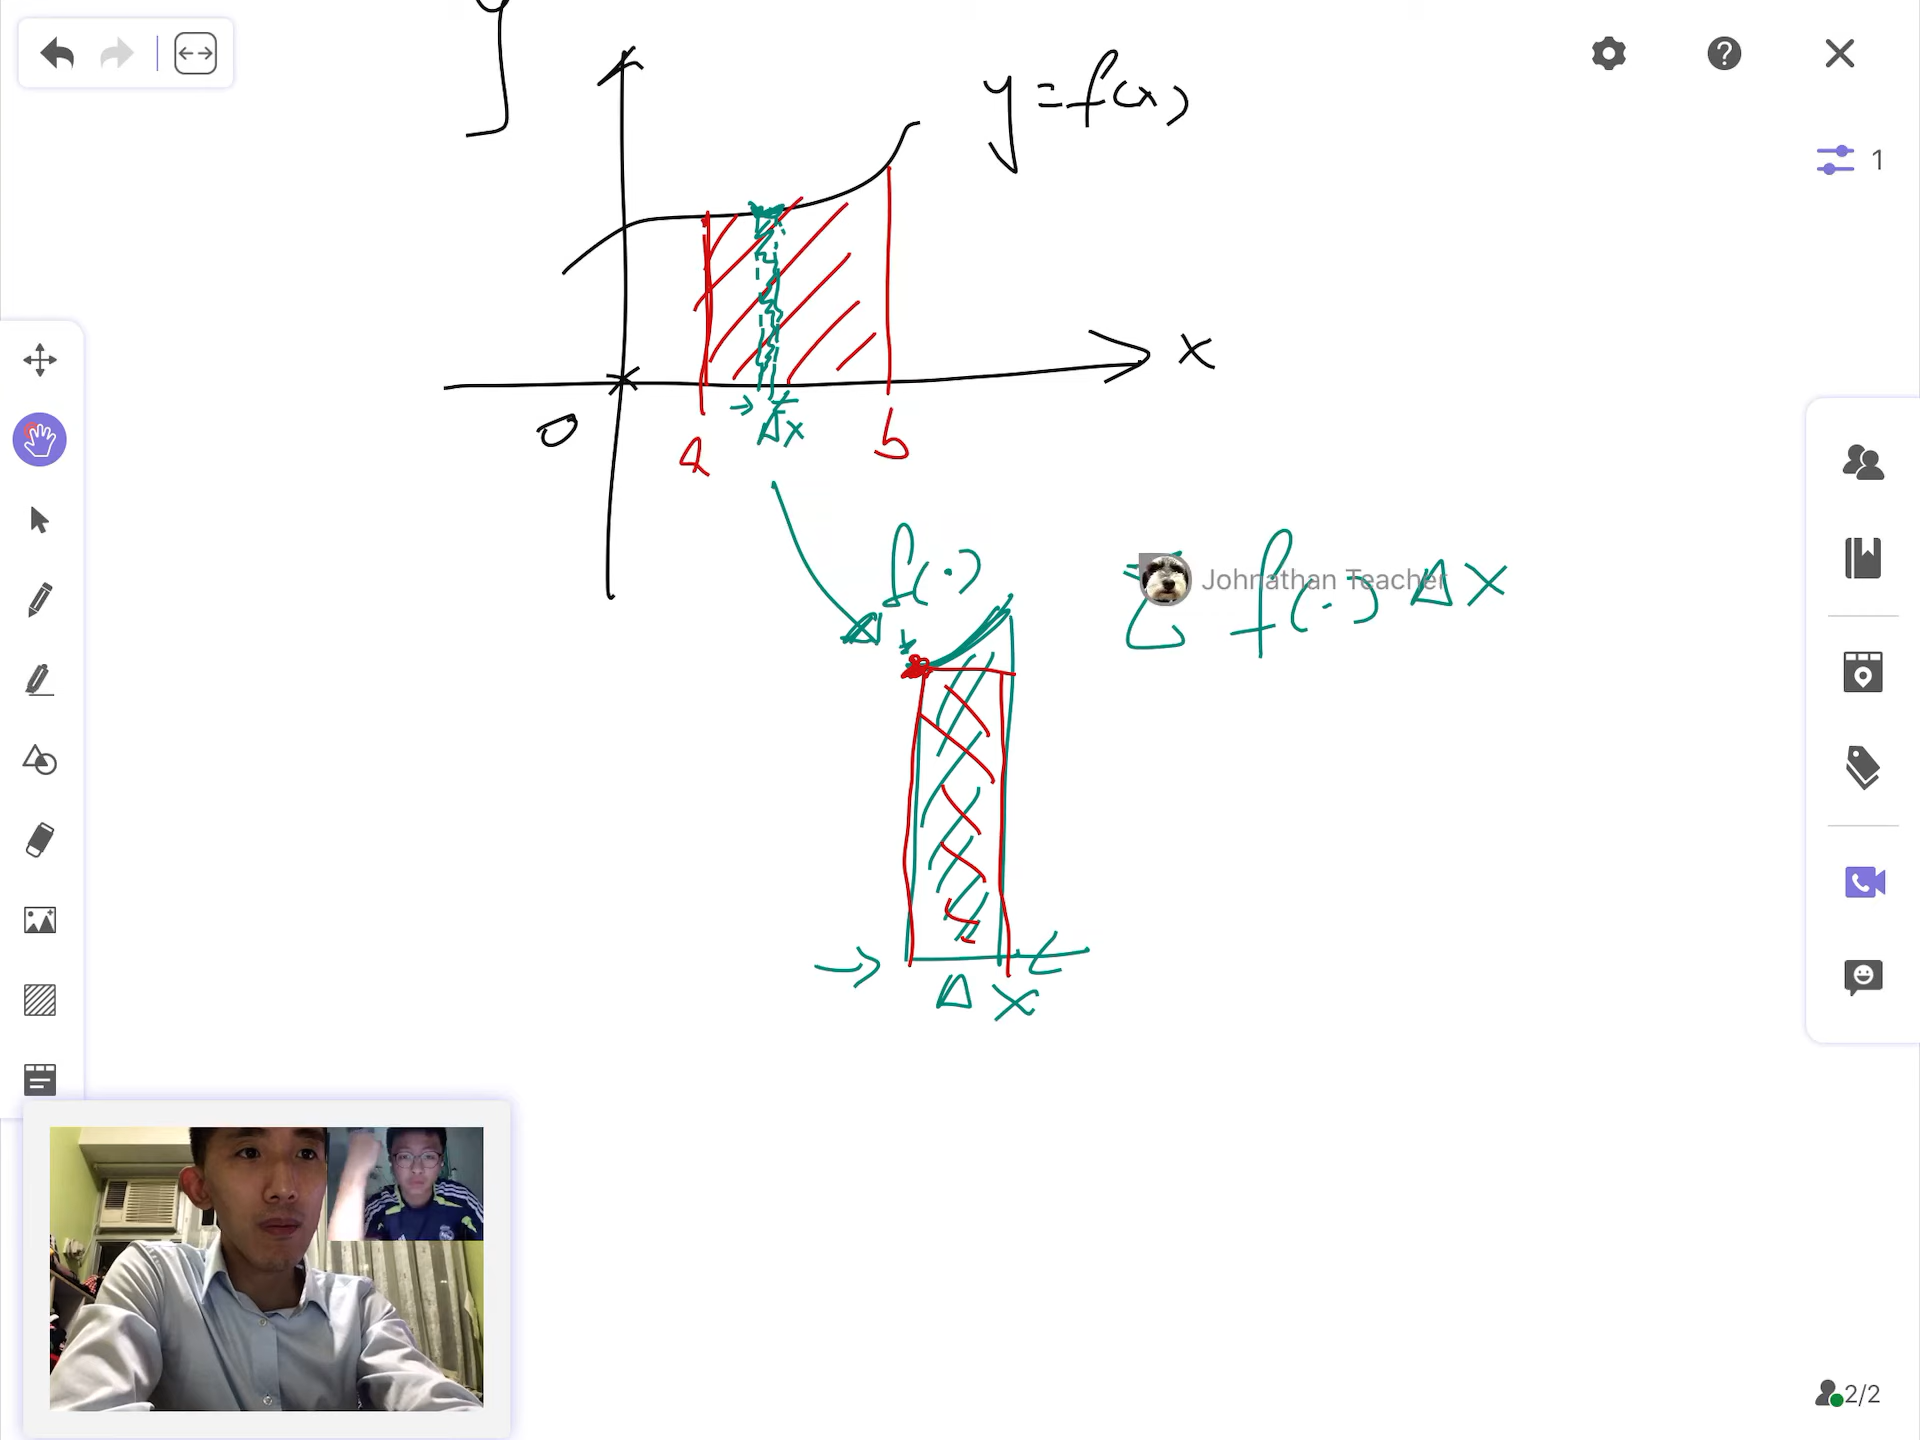 y
y = f(x)
1
x
0
a
Δx
b
f(·)
Σ f(·) Δx
Johnathan Teacher
Δx
2/2